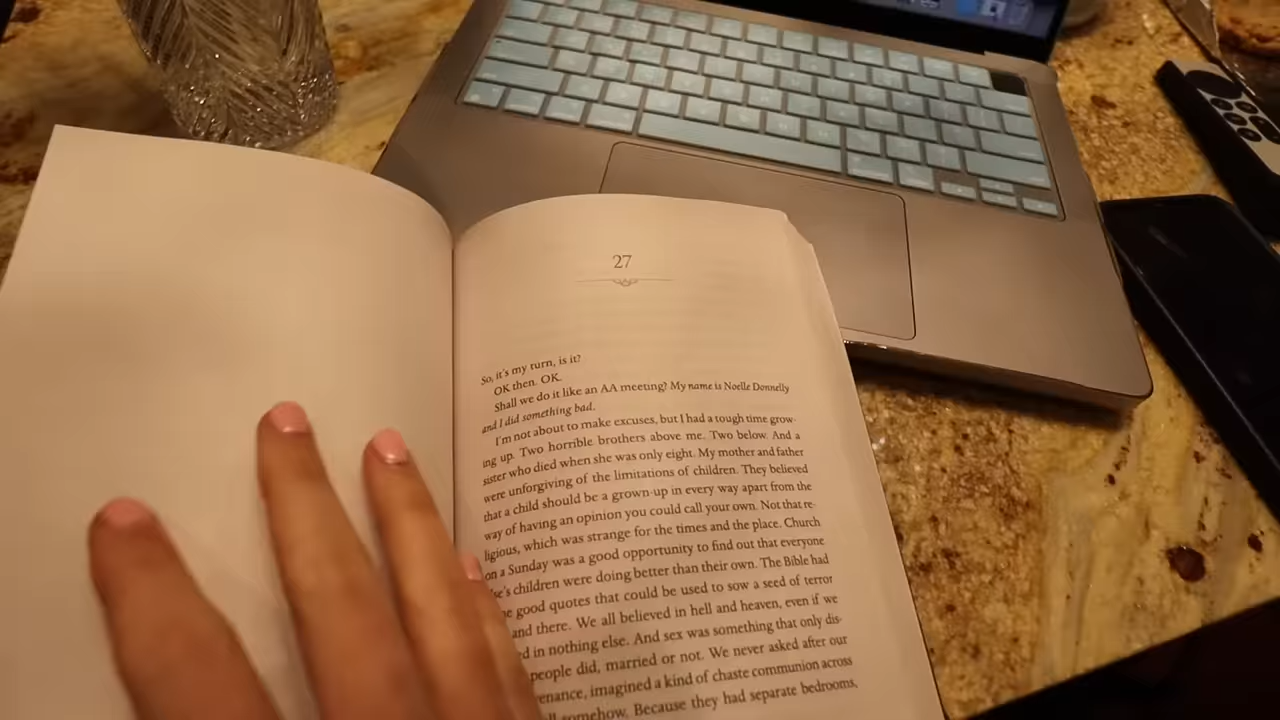 27
So, it's my turn, is it?
OK then. OK.
Shall we do it like an AA meeting? My name is Noelle Donnelly
and I did something bad.
I'm not about to make excuses, but I had a tough time grow-
ing up. Two horrible brothers above me. Two below. And a
sister who died when she was only eight. My mother and father
were unforgiving of the limitations of children. They believed
that a child should be a grown-up in every way apart from the
way of having an opinion you could call your own. Not that re-
ligious, which was strange for the times and the place. Church
on a Sunday was a good opportunity to find out that everyone
's children were doing better than their own. The Bible had
good quotes that could be used to sow a seed of terror
and there. We all believed in hell and heaven, even if we
in nothing else. And sex was something that only dis-
people did, married or not. We never asked after our
imagined a kind of chaste communion across
somehow. Because they had separate bedrooms,